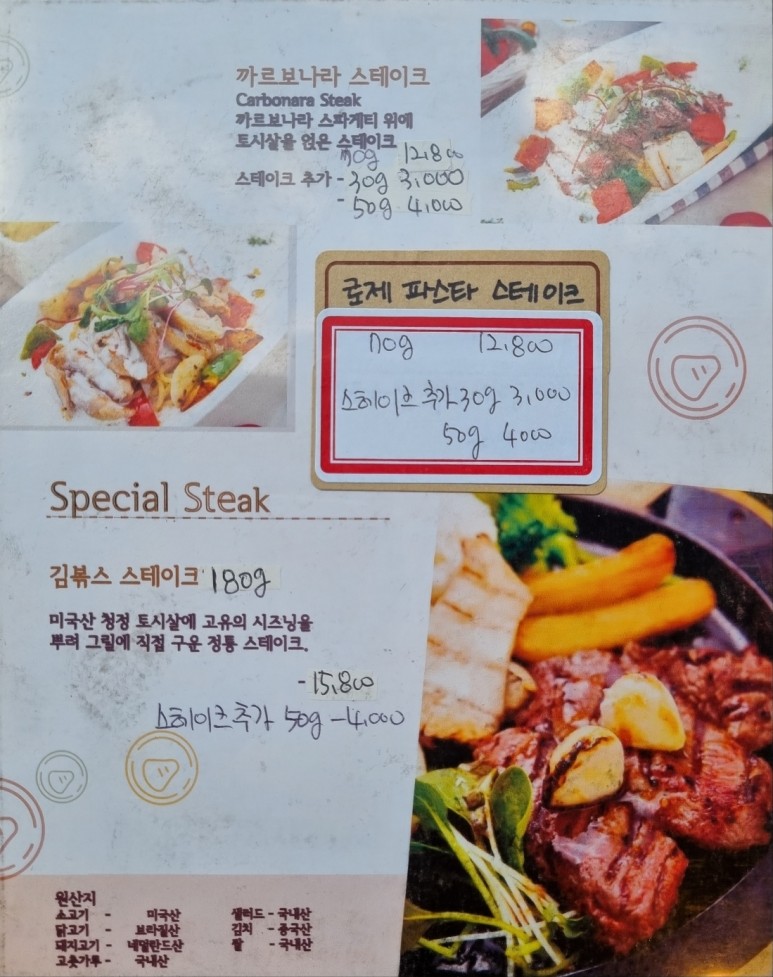 까르보나라 스테이크
Carbonara Steak
까르보나라 스파게티 위에
토시살을 얹은 스테이크
70g 12,800
스테이크 추가 - 30g 3,000
- 50g 4,000
로제 파스타 스테이크
70g 12,800
스테이크 추가 30g 3,000
50g 4000
Special Steak
김뽂스 스테이크 180g
미국산 청정 토시살에 고유의 시즈닝을
뿌려 그릴에 직접 구운 정통 스테이크.
- 15,800
스테이크 추가 50g - 4,000
원산지
소고기 - 미국산 샐러드 - 국내산
닭고기 - 브라질산 김치 - 중국산
돼지고기 - 네덜란드산 쌀 - 국내산
고춧가루 - 국내산